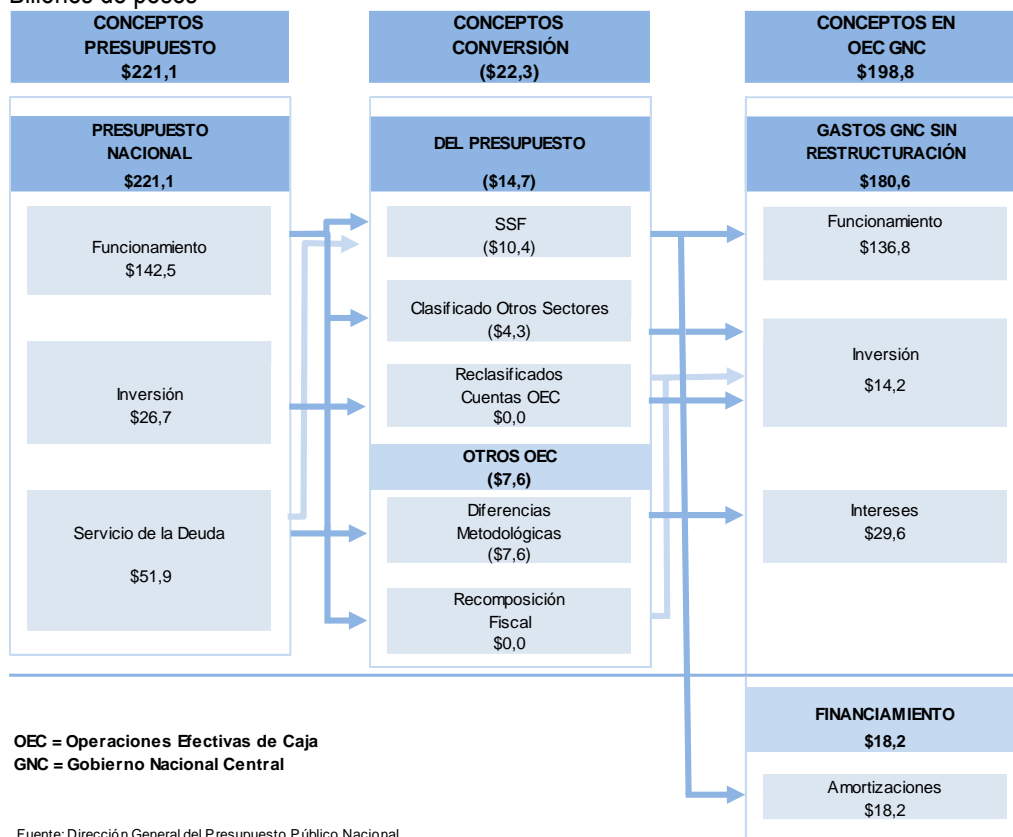 Billones de pesos
CONCEPTOS
PRESUPUESTO
$221,1
CONCEPTOS
CONVERSIÓN
($22,3)
CONCEPTOS EN
OEC GNC
$198,8
PRESUPUESTO
NACIONAL
$221,1
Funcionamiento
$142,5
Inversión
$26,7
Servicio de la Deuda
$51,9
DEL PRESUPUESTO
($14,7)
SSF
($10,4)
Clasificado Otros Sectores
($4,3)
Reclasificados
Cuentas OEC
$0,0
OTROS OEC
($7,6)
Diferencias
Metodológicas
($7,6)
Recomposición
Fiscal
$0,0
GASTOS GNC SIN
RESTRUCTURACIÓN
$180,6
Funcionamiento
$136,8
Inversión
$14,2
Intereses
$29,6
FINANCIAMIENTO
$18,2
Amortizaciones
$18,2
OEC = Operaciones Efectivas de Caja
GNC = Gobierno Nacional Central
Fuente: Dirección General del Presupuesto Público Nacional